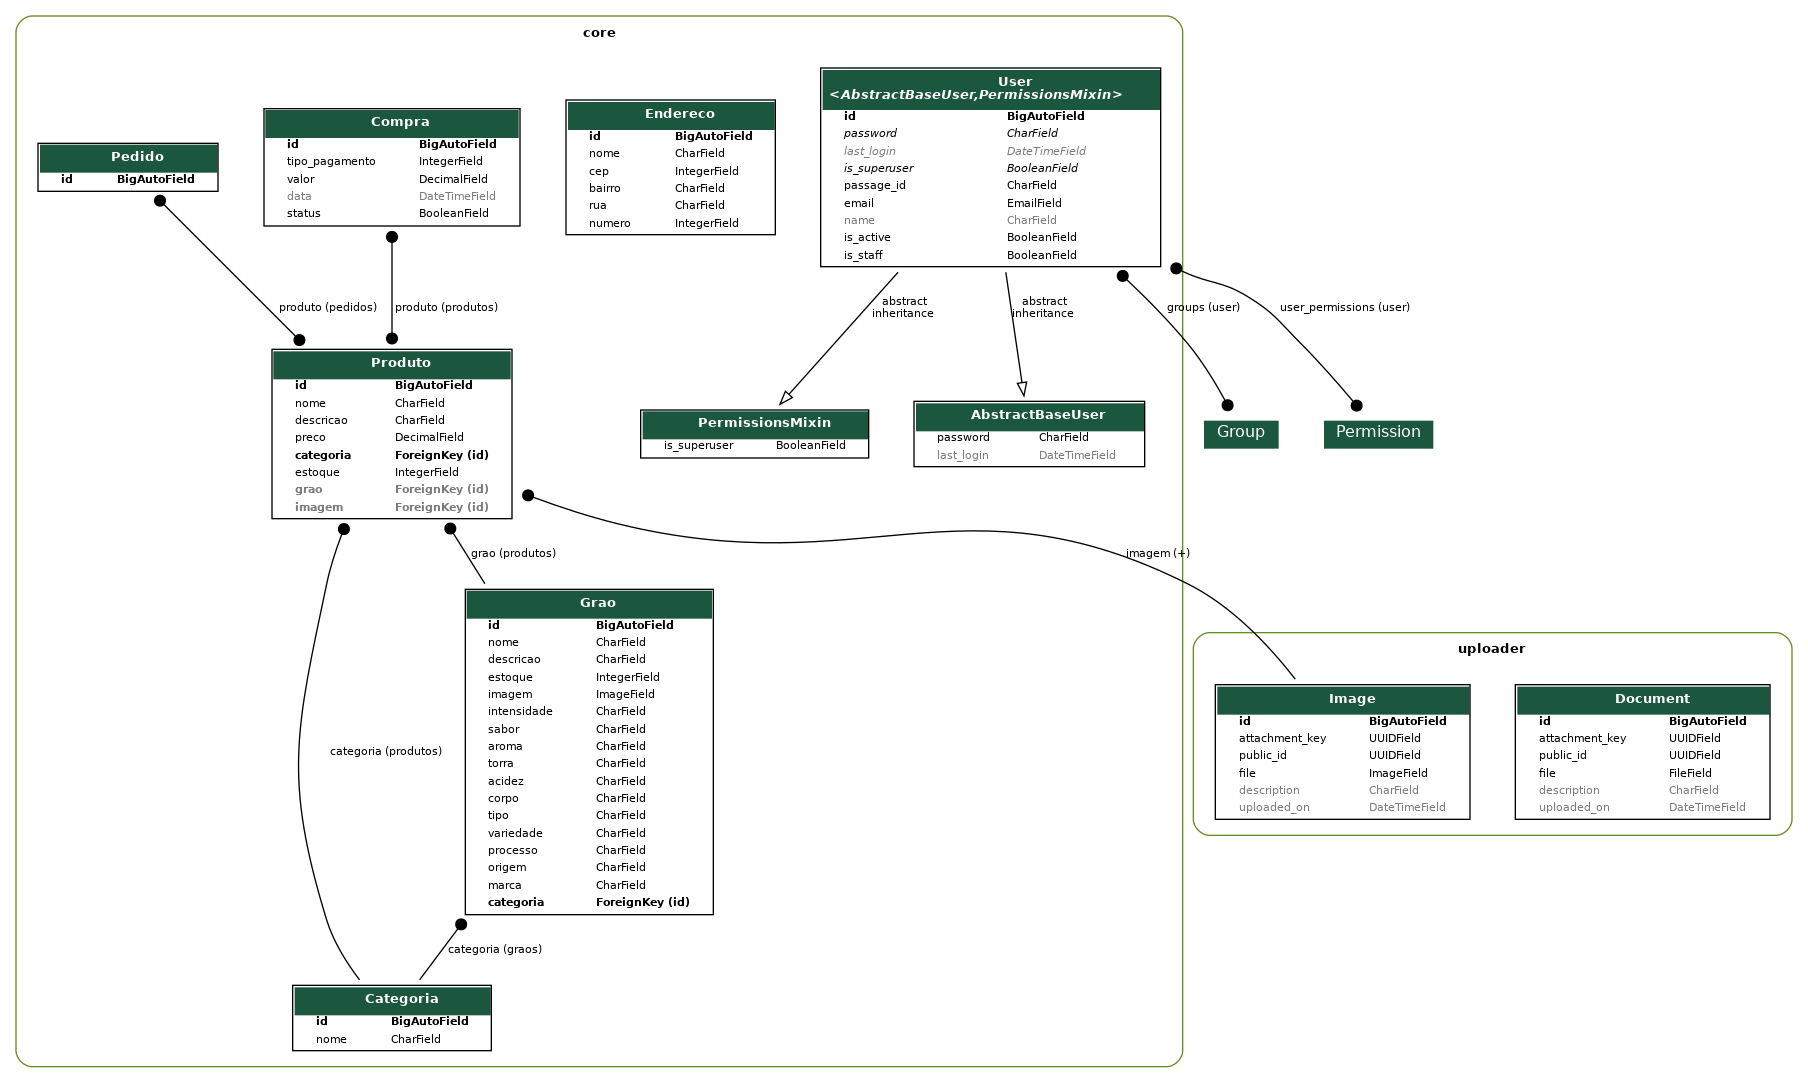 core
Pedido
id BigAutoField
Compra
id BigAutoField
tipo_pagamento IntegerField
valor DecimalField
data DateTimeField
status BooleanField
Endereco
id BigAutoField
nome CharField
cep IntegerField
bairro CharField
rua CharField
numero IntegerField
User
<AbstractBaseUser,PermissionsMixin>
id BigAutoField
password CharField
last_login DateTimeField
is_superuser BooleanField
passage_id CharField
email EmailField
name CharField
is_active BooleanField
is_staff BooleanField
produto (pedidos)
produto (produtos)
abstract
inheritance
abstract
inheritance
groups (user)
user_permissions (user)
Produto
id BigAutoField
nome CharField
descricao CharField
preco DecimalField
categoria ForeignKey (id)
estoque IntegerField
grao ForeignKey (id)
imagem ForeignKey (id)
PermissionsMixin
is_superuser BooleanField
AbstractBaseUser
password CharField
last_login DateTimeField
Group
Permission
grao (produtos)
imagem (+)
Grao
id BigAutoField
nome CharField
descricao CharField
estoque IntegerField
imagem ImageField
intensidade CharField
sabor CharField
aroma CharField
torra CharField
acidez CharField
corpo CharField
tipo CharField
variedade CharField
processo CharField
origem CharField
marca CharField
categoria ForeignKey (id)
uploader
Image
id BigAutoField
attachment_key UUIDField
public_id UUIDField
file ImageField
description CharField
uploaded_on DateTimeField
Document
id BigAutoField
attachment_key UUIDField
public_id UUIDField
file FileField
description CharField
uploaded_on DateTimeField
categoria (produtos)
categoria (graos)
Categoria
id BigAutoField
nome CharField